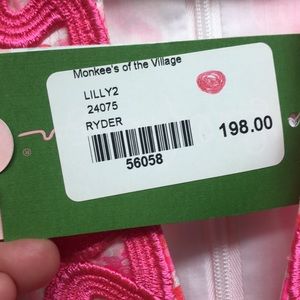 Monkee's of the Village
LILLY2
24075
RYDER
198.00
56058